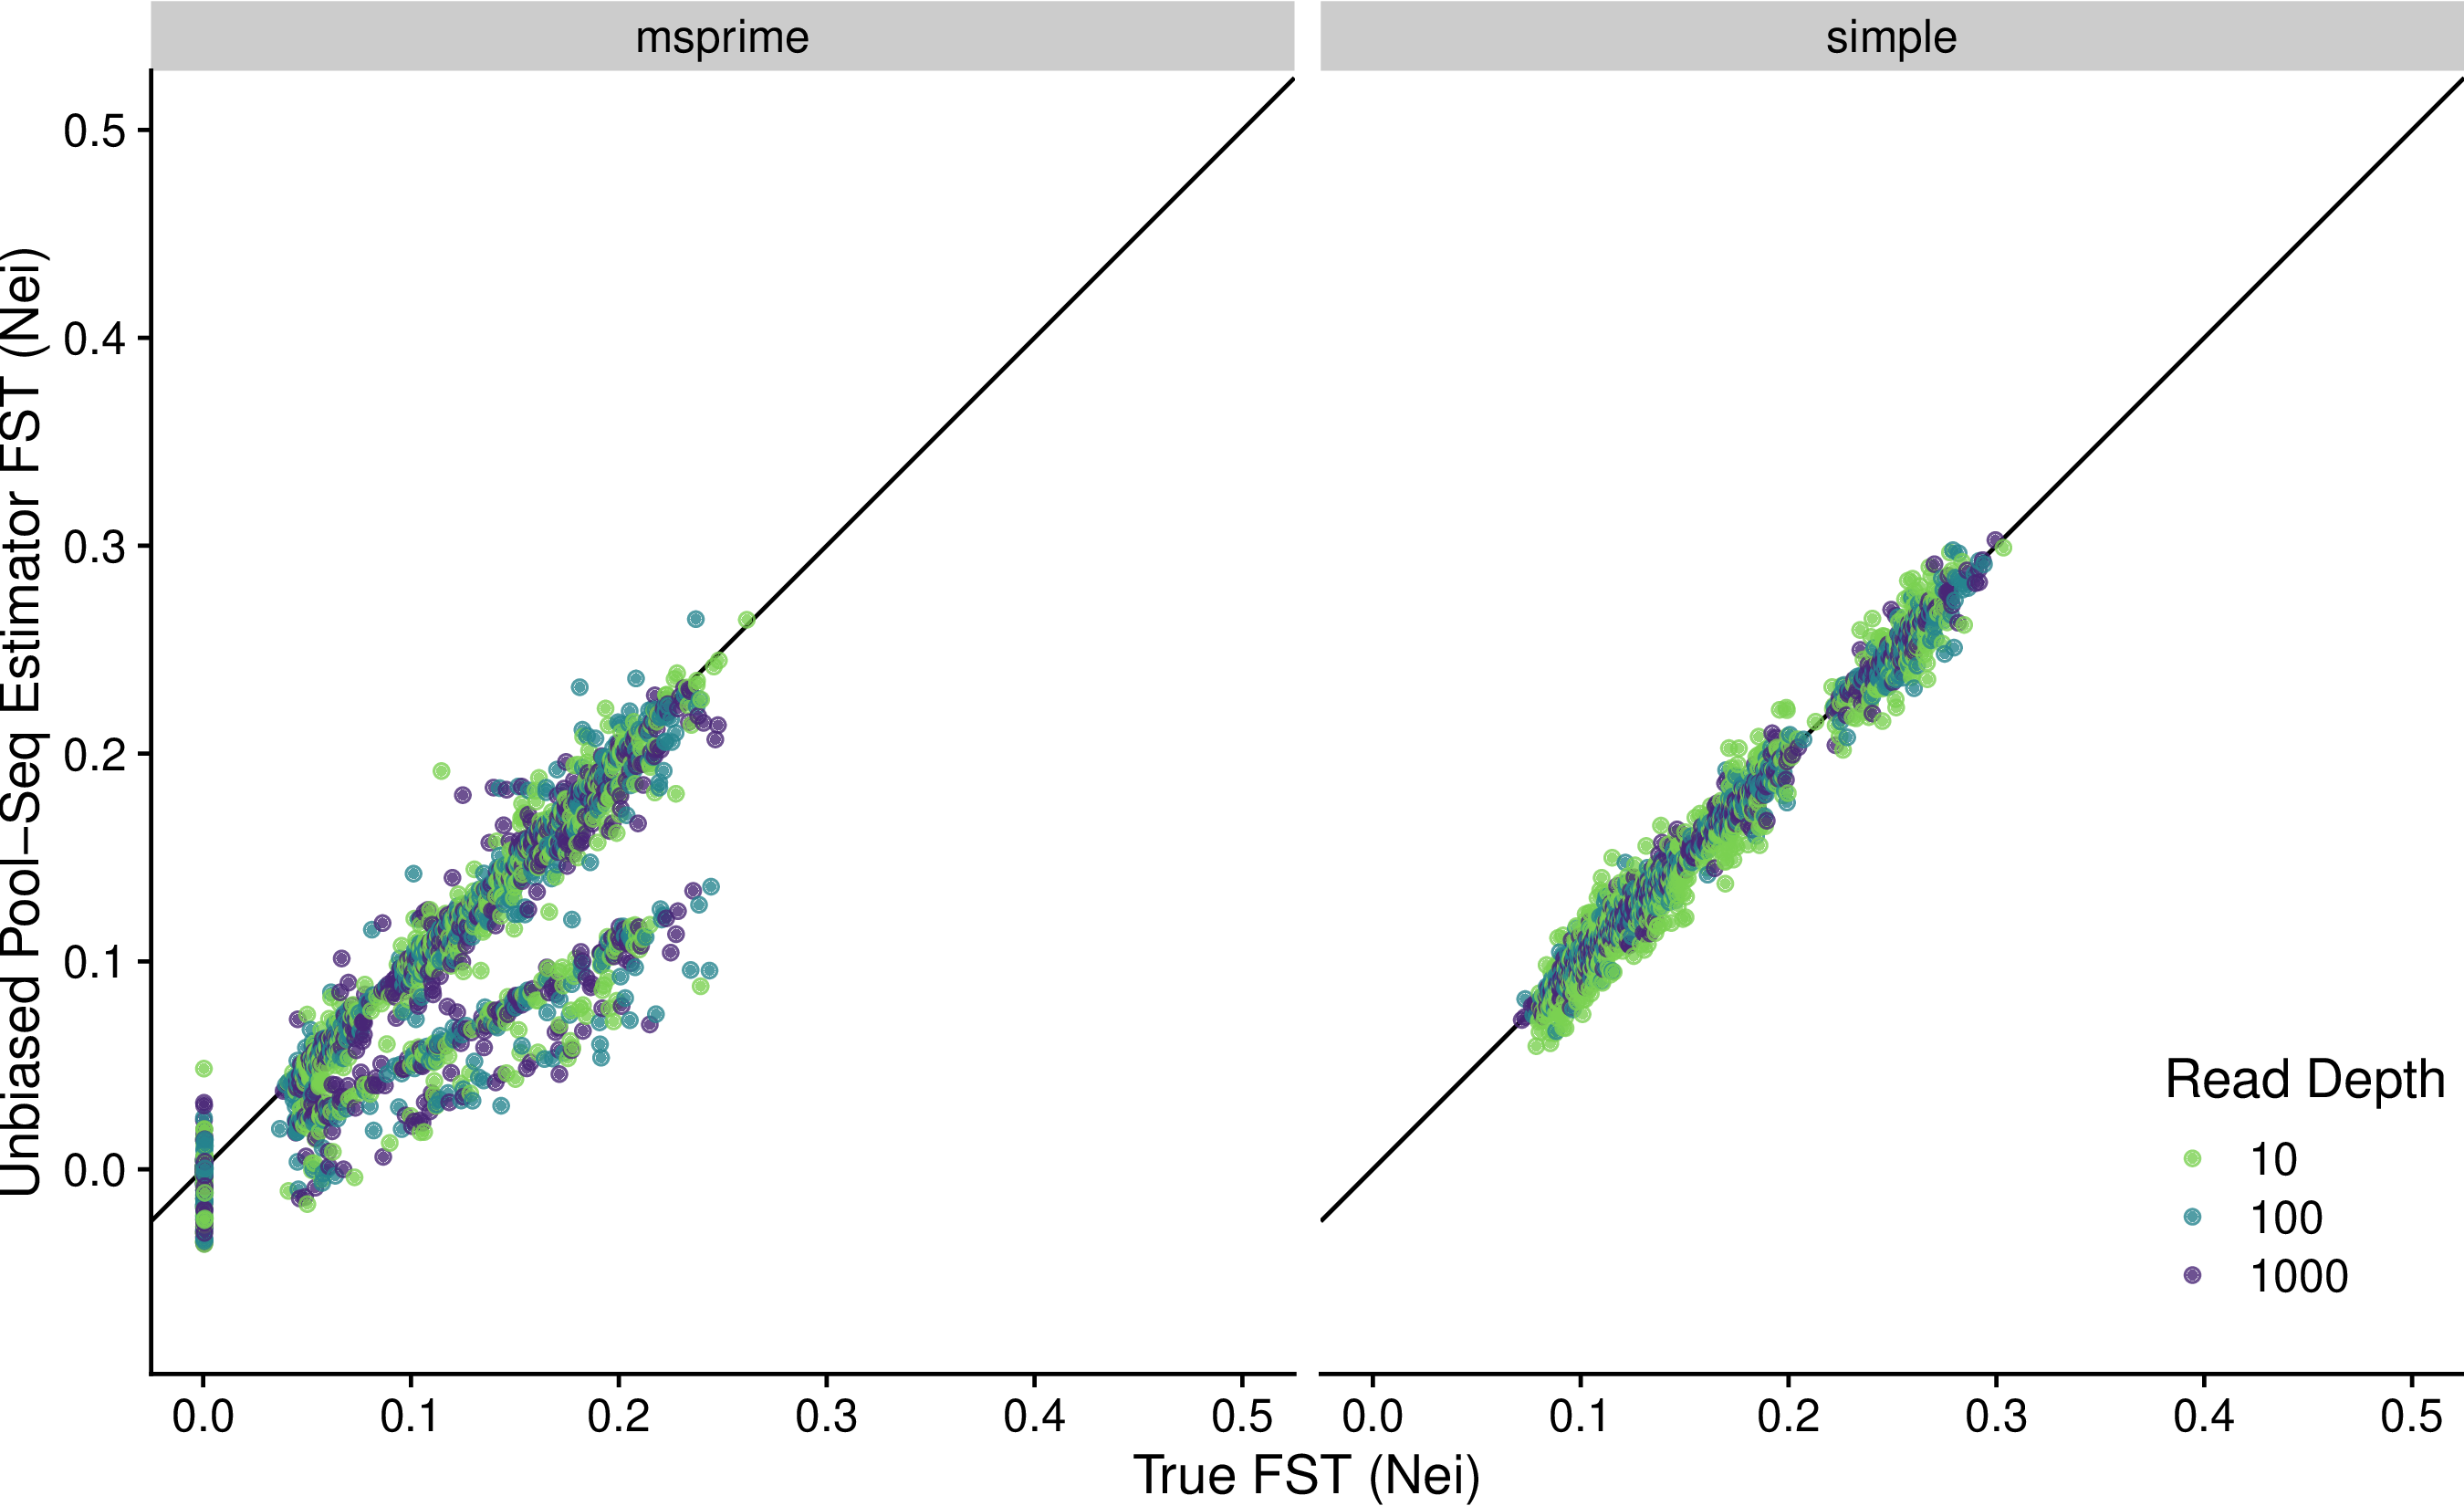 msprime
simple
Unbiased Pool−Seq Estimator FST (Nei)
0.5
0.4
0.3
0.2
0.1
0.0
0.0 0.1 0.2 0.3 0.4 0.5
0.0 0.1 0.2 0.3 0.4 0.5
True FST (Nei)
Read Depth
10
100
1000